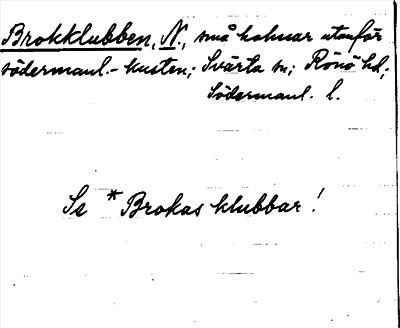 Brokklubben, N., små holmar utanför
södermanl.-kusten; Svärta sn; Rönö hd;
Södermanl. l.
Se *Brokas klubbar!